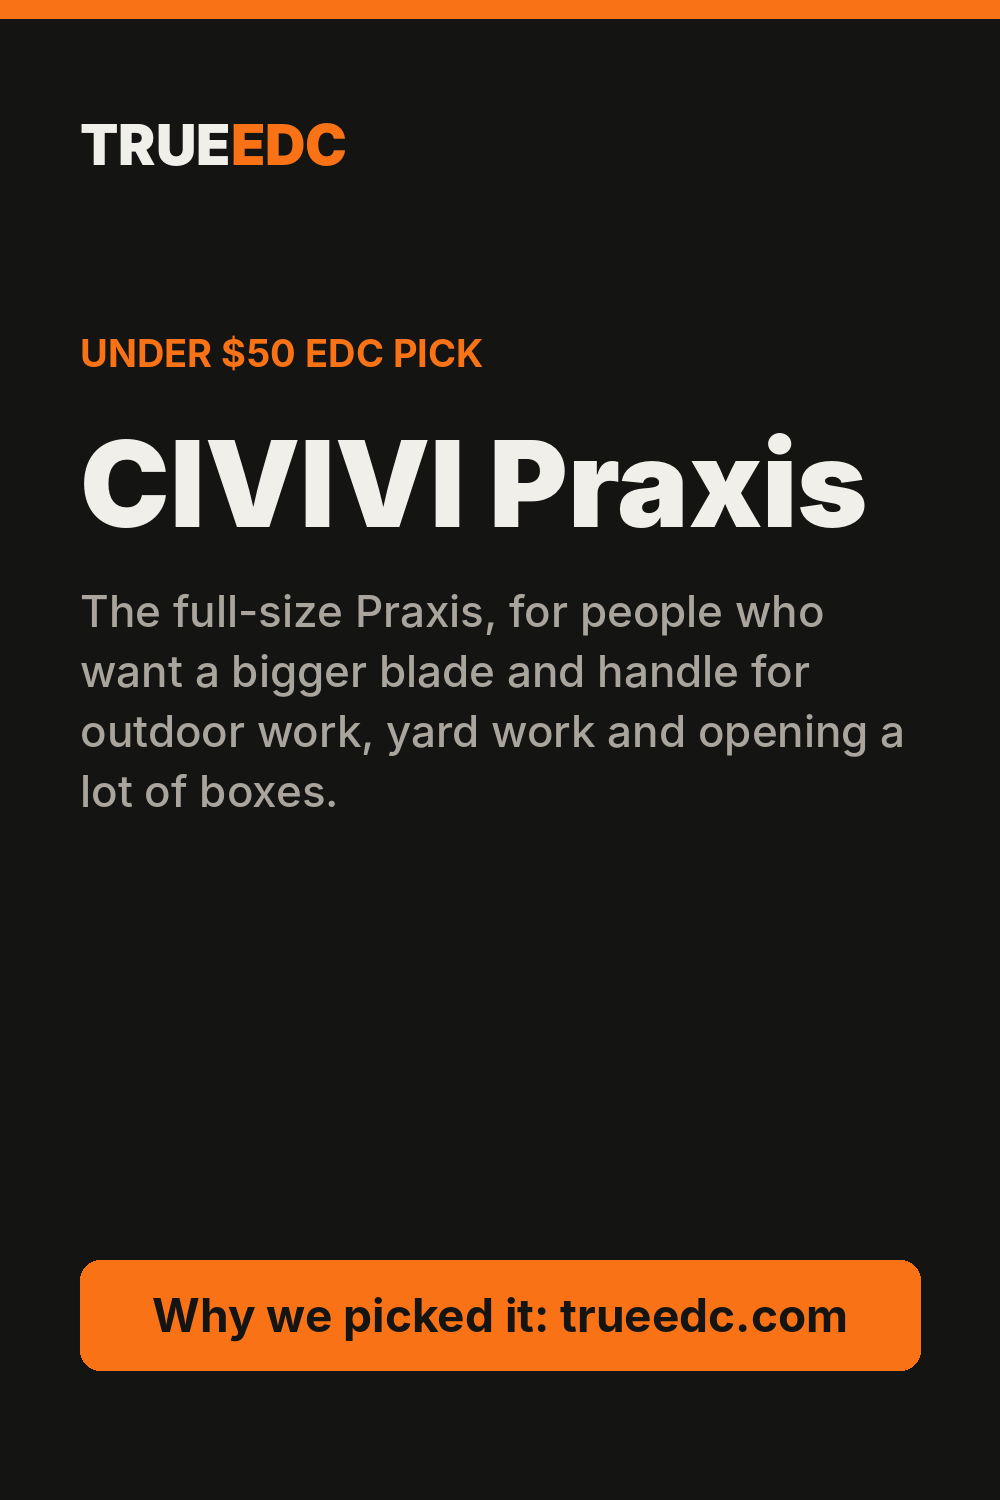 TRUEEDC
UNDER $50 EDC PICK
CIVIVI Praxis
The full-size Praxis, for people who
want a bigger blade and handle for
outdoor work, yard work and opening a
lot of boxes.
Why we picked it: trueedc.com